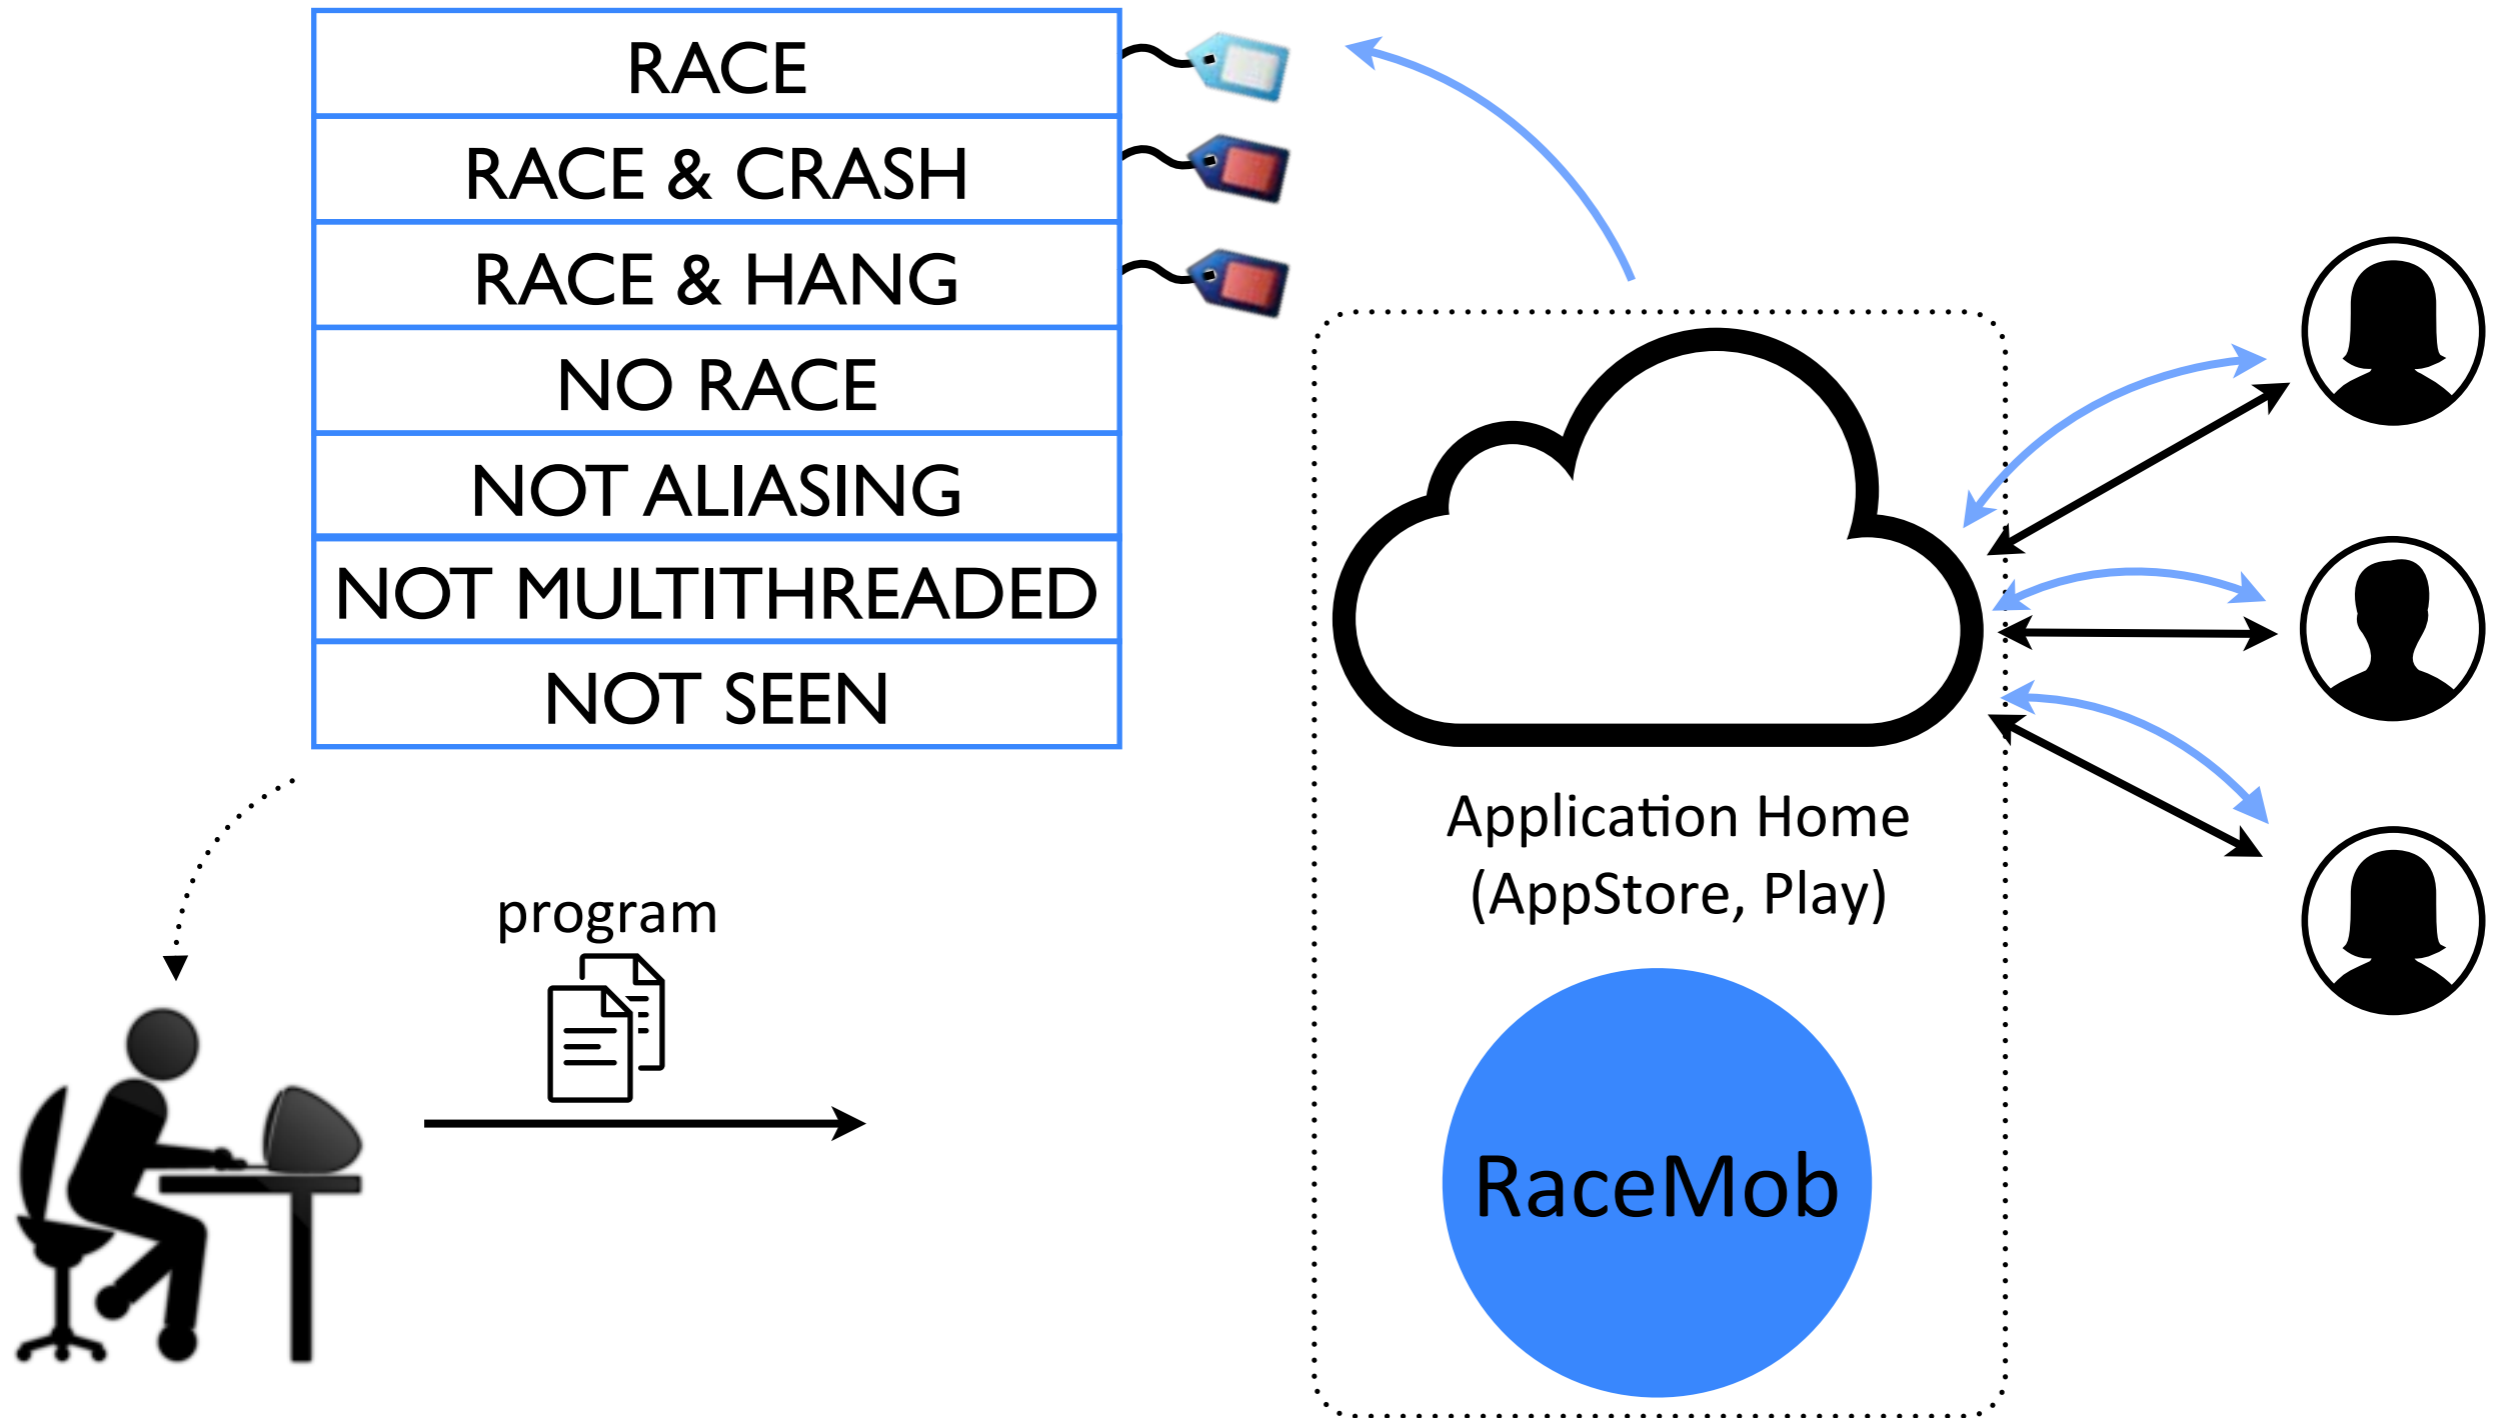 RACE
RACE & CRASH
RACE & HANG
NO RACE
NOT ALIASING
NOT MULTITHREADED
NOT SEEN
program
Application Home
(AppStore, Play)
RaceMob